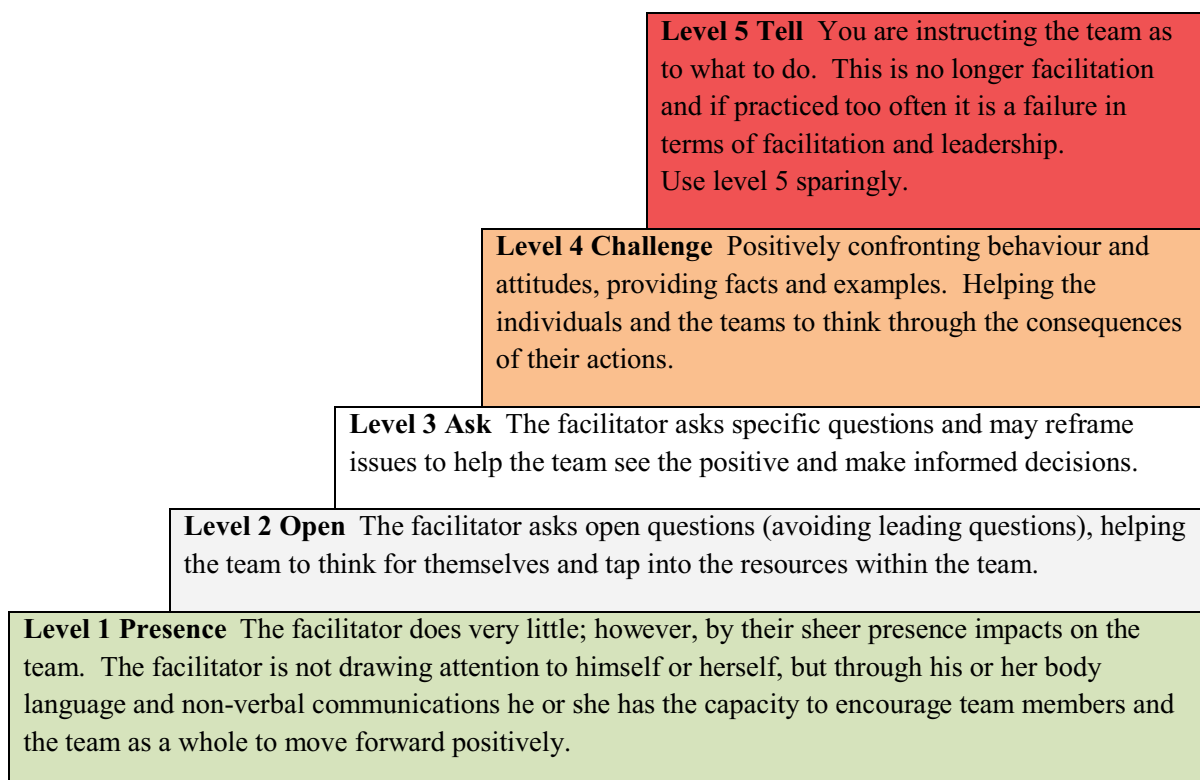 Level 5 Tell  You are instructing the team as
to what to do.  This is no longer facilitation
and if practiced too often it is a failure in
terms of facilitation and leadership.
Use level 5 sparingly.
Level 4 Challenge  Positively confronting behaviour and
attitudes, providing facts and examples.  Helping the
individuals and the teams to think through the consequences
of their actions.
Level 3 Ask  The facilitator asks specific questions and may reframe
issues to help the team see the positive and make informed decisions.
Level 2 Open  The facilitator asks open questions (avoiding leading questions), helping
the team to think for themselves and tap into the resources within the team.
Level 1 Presence  The facilitator does very little; however, by their sheer presence impacts on the
team.  The facilitator is not drawing attention to himself or herself, but through his or her body
language and non-verbal communications he or she has the capacity to encourage team members and
the team as a whole to move forward positively.